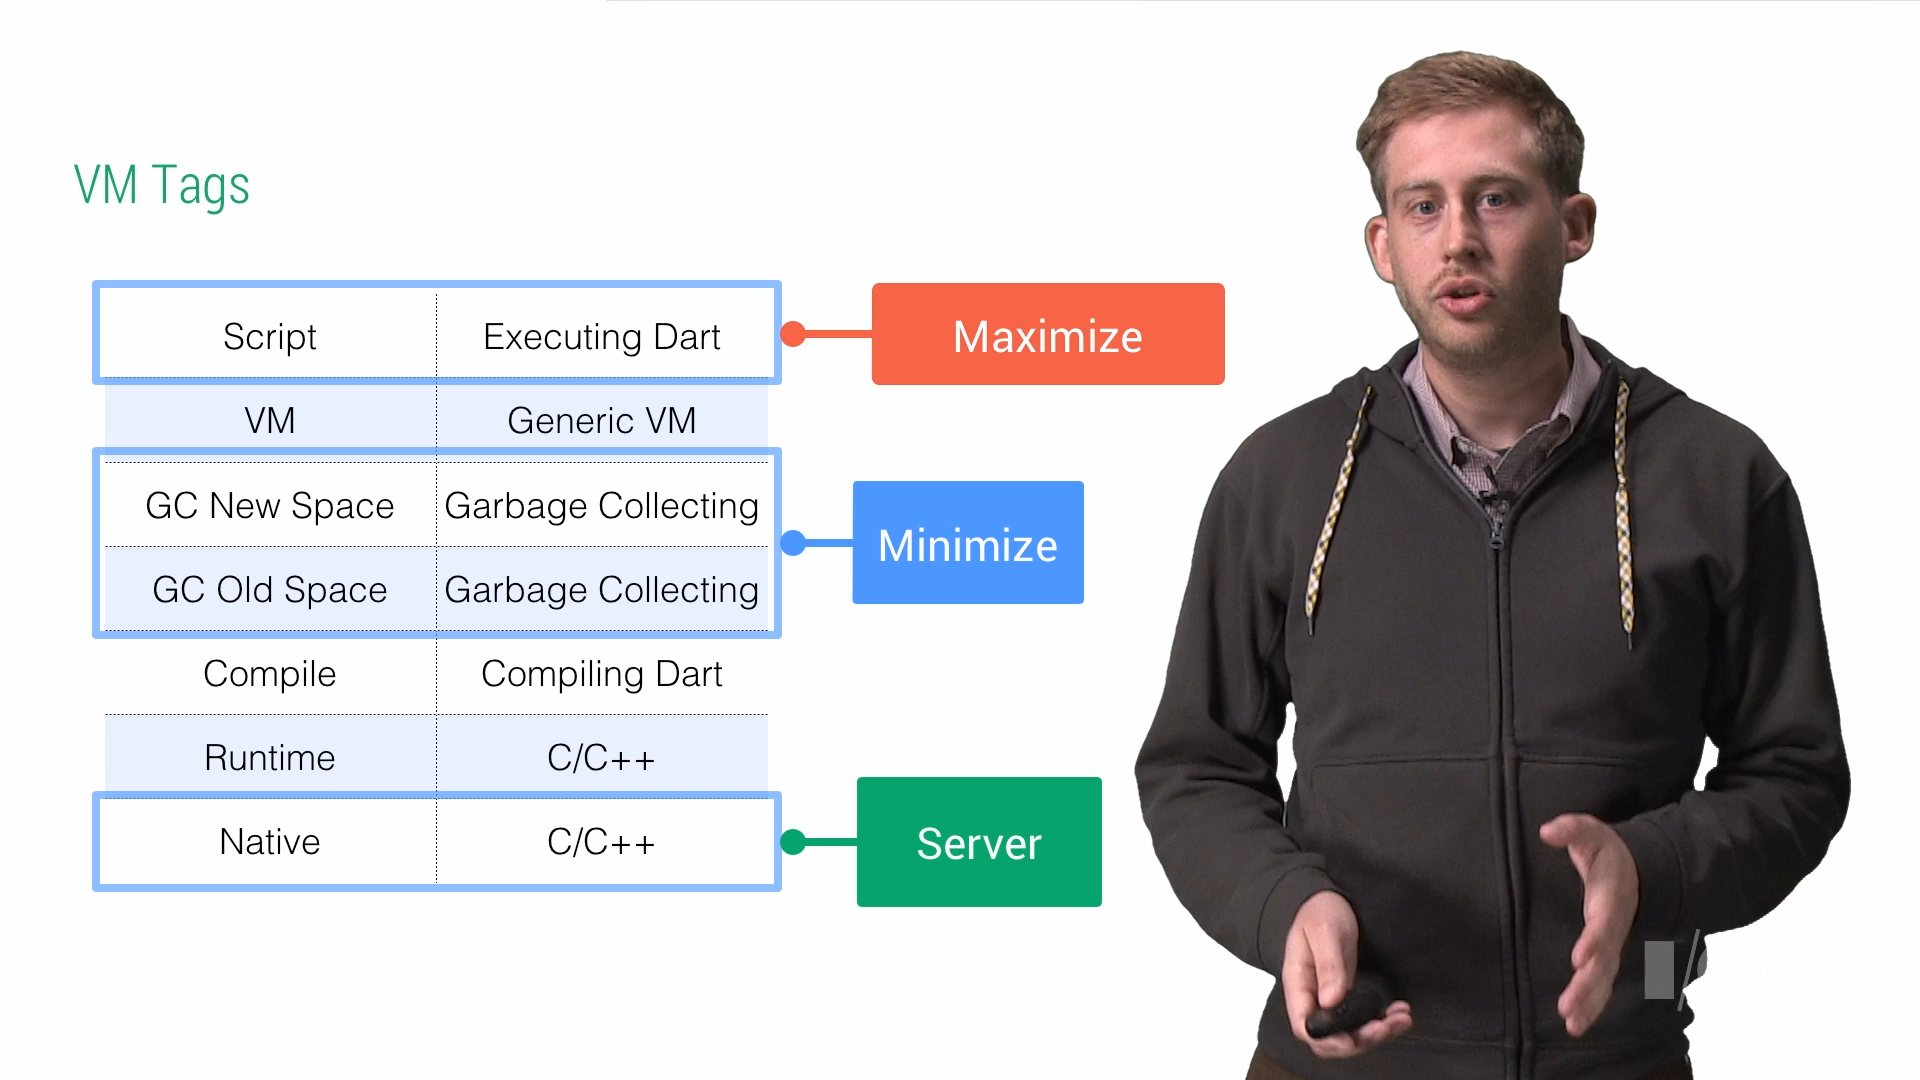 VM Tags
Script Executing Dart Maximize
VM Generic VM
GC New Space Garbage Collecting
Minimize
GC Old Space Garbage Collecting
Compile Compiling Dart
Runtime C/C++
Native C/C++ Server
I/O